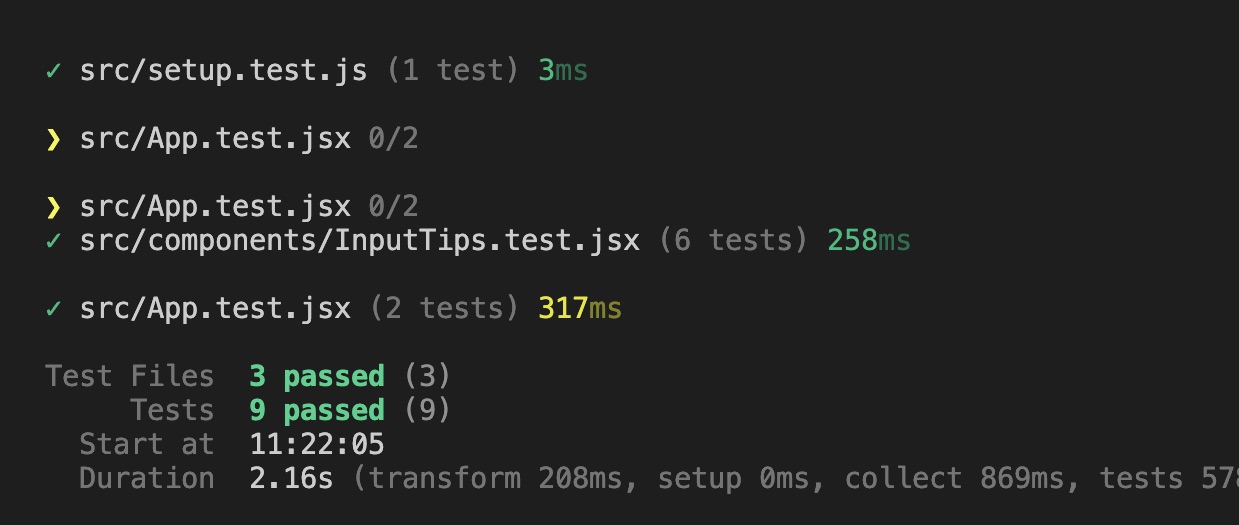 ✓ src/setup.test.js (1 test) 3ms
❯ src/App.test.jsx 0/2
❯ src/App.test.jsx 0/2
✓ src/components/InputTips.test.jsx (6 tests) 258ms
✓ src/App.test.jsx (2 tests) 317ms
Test Files 3 passed (3)
Tests 9 passed (9)
Start at 11:22:05
Duration 2.16s (transform 208ms, setup 0ms, collect 869ms, tests 578